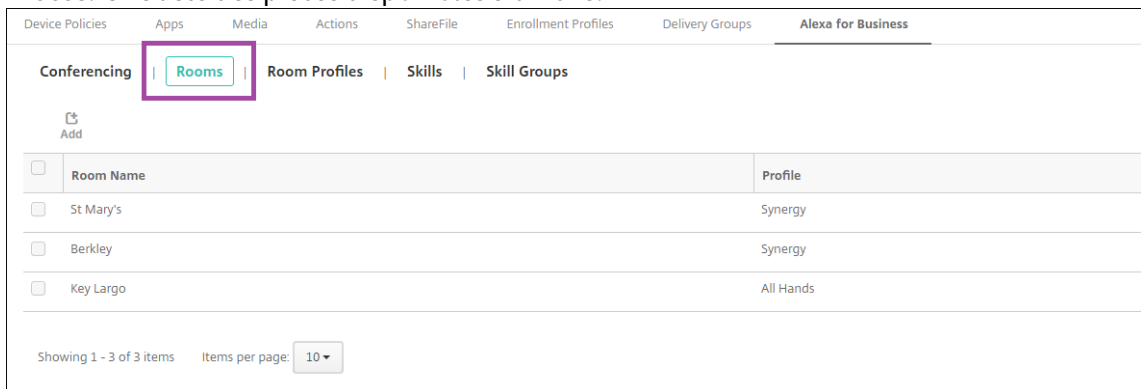 Device Policies Apps Media Actions ShareFile Enrollment Profiles Delivery Groups Alexa for Business
Conferencing | Rooms | Room Profiles | Skills | Skill Groups
Add
Room Name Profile
St Mary's Synergy
Berkley Synergy
Key Largo All Hands
Showing 1 - 3 of 3 items Items per page: 10